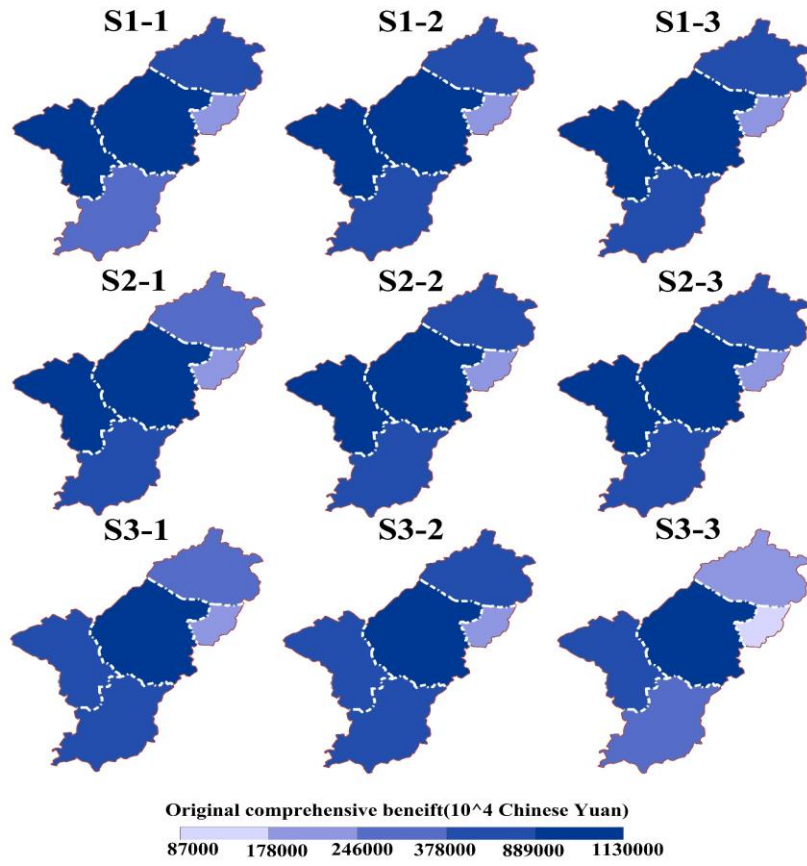 S1-1 S1-2 S1-3
S2-1 S2-2 S2-3
S3-1 S3-2 S3-3
Original comprehensive beneift(10^4 Chinese Yuan)
87000 178000 246000 378000 889000 1130000